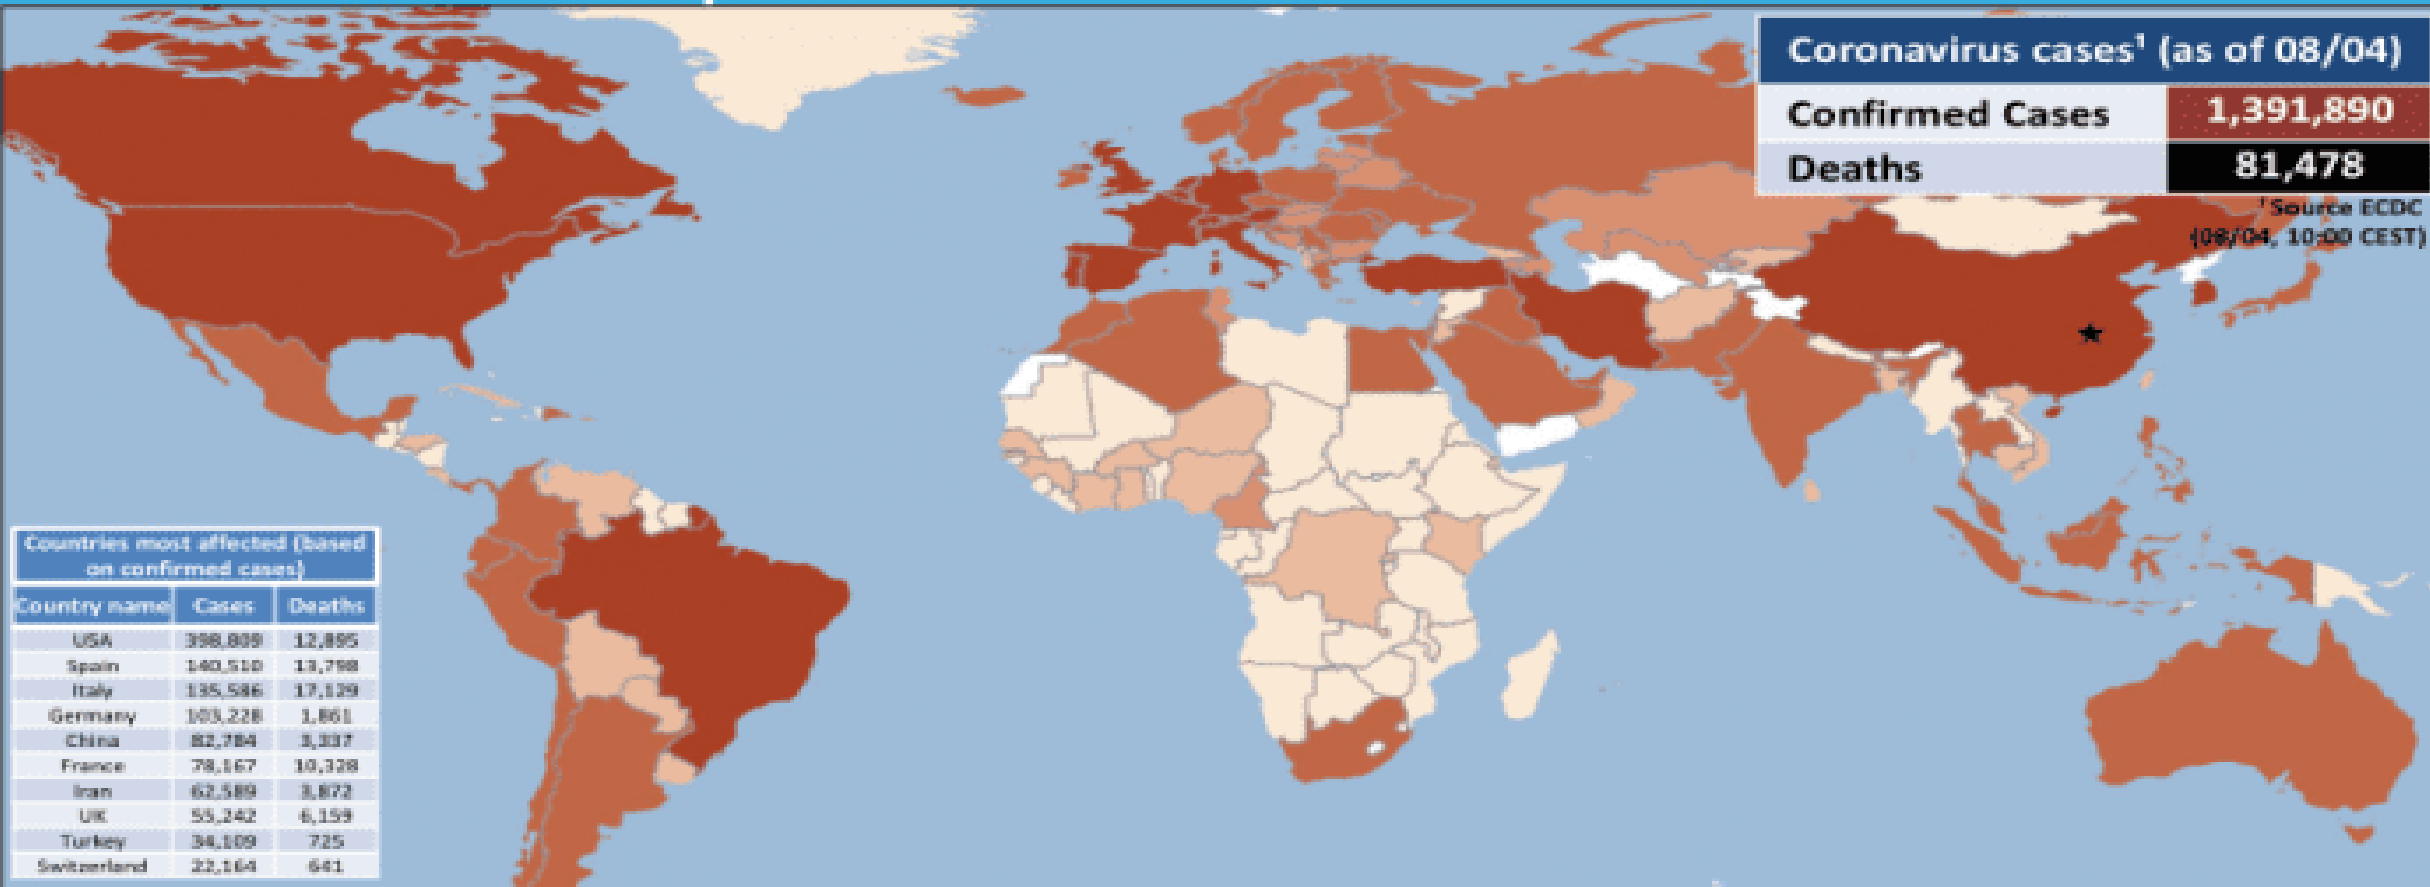 Coronavirus cases¹ (as of 08/04)
Confirmed Cases 1,391,890
Deaths 81,478
¹Source ECDC
(08/04, 10:00 CEST)
Countries most affected (based
on confirmed cases)
Country name Cases Deaths
USA 398,809 12,895
Spain 140,510 13,798
Italy 135,586 17,129
Germany 103,228 1,861
China 82,784 3,337
France 78,167 10,328
Iran 62,589 3,872
UK 55,242 6,159
Turkey 34,109 725
Switzerland 22,164 641